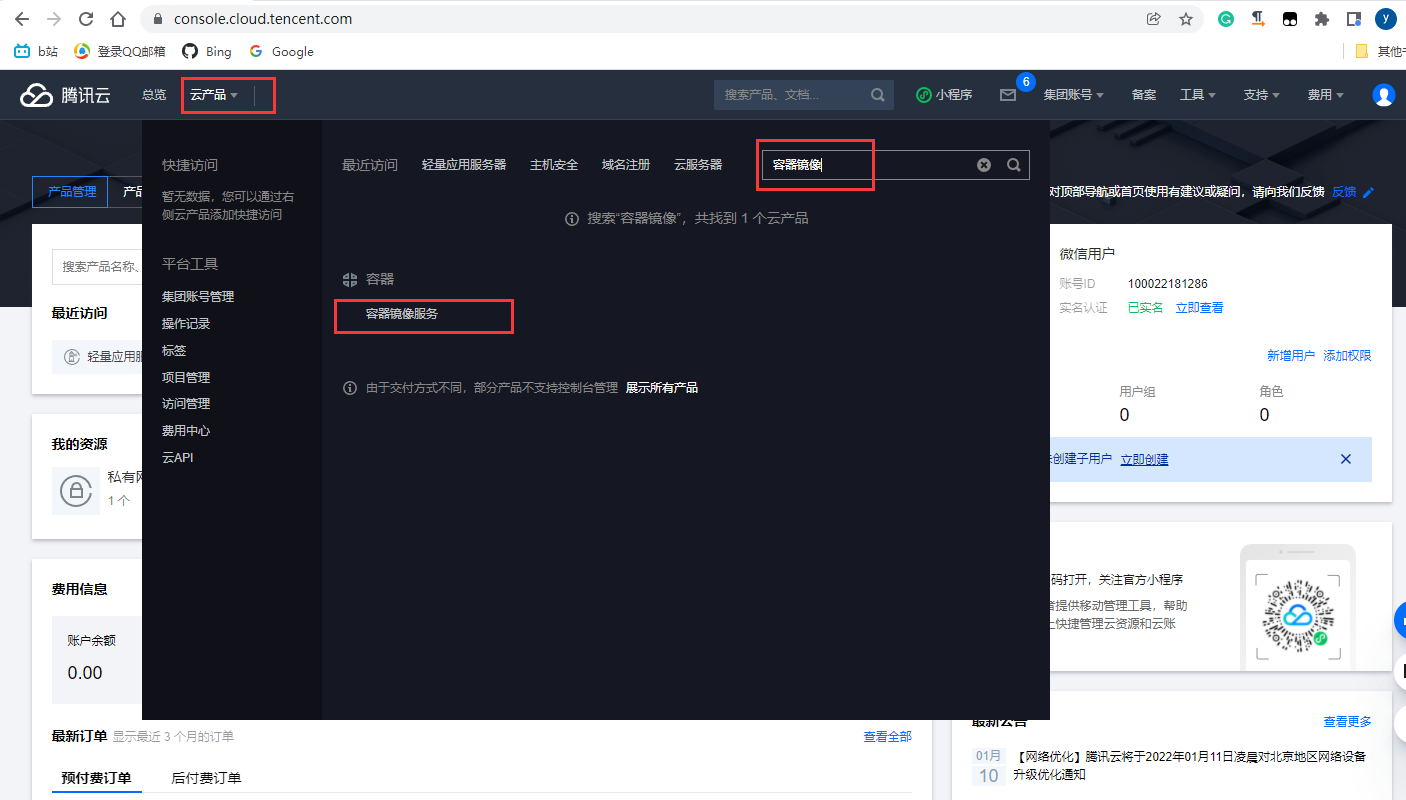 console.cloud.tencent.com
b站
登录QQ邮箱
Bing
Google
其他
腾讯云
总览
云产品
搜索产品、文档...
小程序
6
集团账号
备案
工具
支持
费用
快捷访问
暂无数据，您可以通过右
侧云产品添加快捷访问
平台工具
集团账号管理
操作记录
标签
项目管理
访问管理
费用中心
云API
最近访问
轻量应用服务器
主机安全
域名注册
云服务器
容器镜像
搜索“容器镜像”，共找到 1 个云产品
容器
容器镜像服务
由于交付方式不同，部分产品不支持控制台管理 展示所有产品
产品管理
产品
搜索产品名称、
最近访问
轻量应用服
我的资源
私有网
1 个
费用信息
账户余额
0.00
最新订单 显示最近 3 个月的订单
查看全部
预付费订单
后付费订单
对顶部导航或首页使用有建议或疑问，请向我们反馈 反馈
微信用户
账号ID 100022181286
实名认证 已实名 立即查看
新增用户 添加权限
用户组
0
角色
0
创建子用户 立即创建
码打开，关注官方小程序
提供移动管理工具，帮助
快捷管理云资源和云账
最新公告
查看更多
01月
10
【网络优化】腾讯云将于2022年01月11日凌晨对北京地区网络设备
升级优化通知